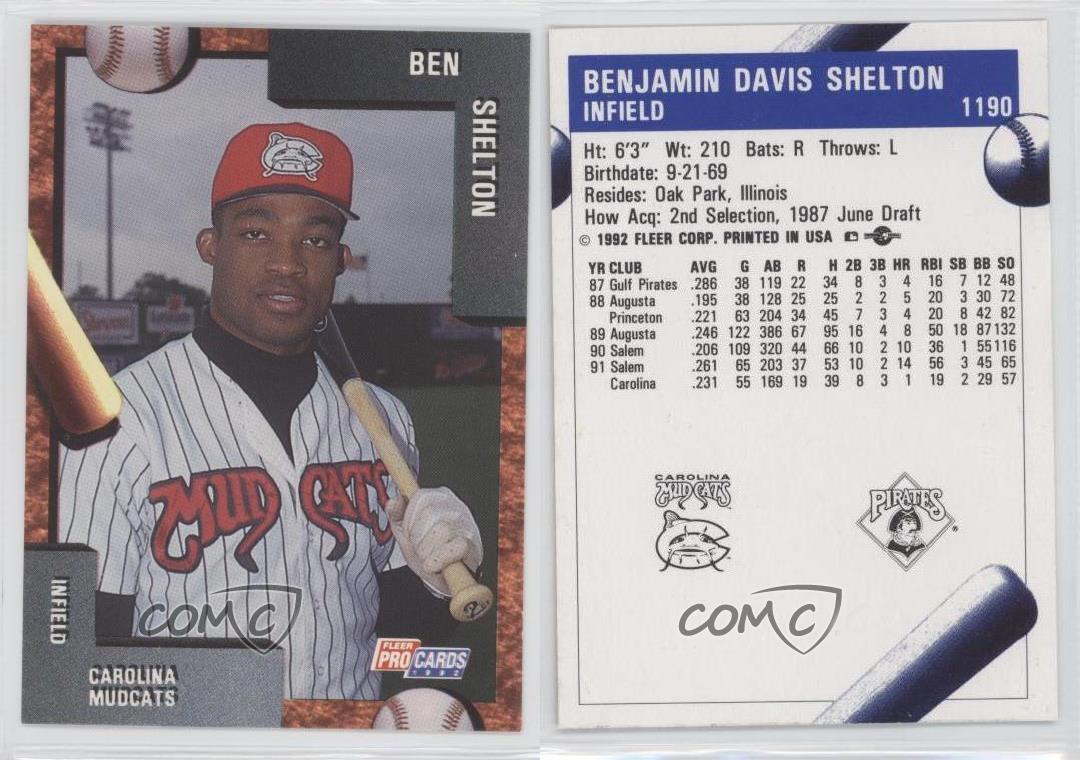 BEN
SHELTON
MUDCATS
2
INFIELD
COMC
CAROLINA
MUDCATS
FLEER
PRO CARDS
1992
BENJAMIN DAVIS SHELTON
INFIELD 1190
Ht: 6'3" Wt: 210 Bats: R Throws: L
Birthdate: 9-21-69
Resides: Oak Park, Illinois
How Acq: 2nd Selection, 1987 June Draft
© 1992 FLEER CORP. PRINTED IN USA
YR CLUB AVG G AB R H 2B 3B HR RBI SB BB SO
87 Gulf Pirates .286 38 119 22 34 8 3 4 16 7 12 48
88 Augusta .195 38 128 25 25 2 2 5 20 3 30 72
Princeton .221 63 204 34 45 7 3 4 20 8 42 82
89 Augusta .246 122 386 67 95 16 4 8 50 18 87 132
90 Salem .206 109 320 44 66 10 2 10 36 1 55 116
91 Salem .261 65 203 37 53 10 2 14 56 3 45 65
Carolina .231 55 169 19 39 8 3 1 19 2 29 57
CAROLINA
MUDCATS
PIRATES
®
COMC